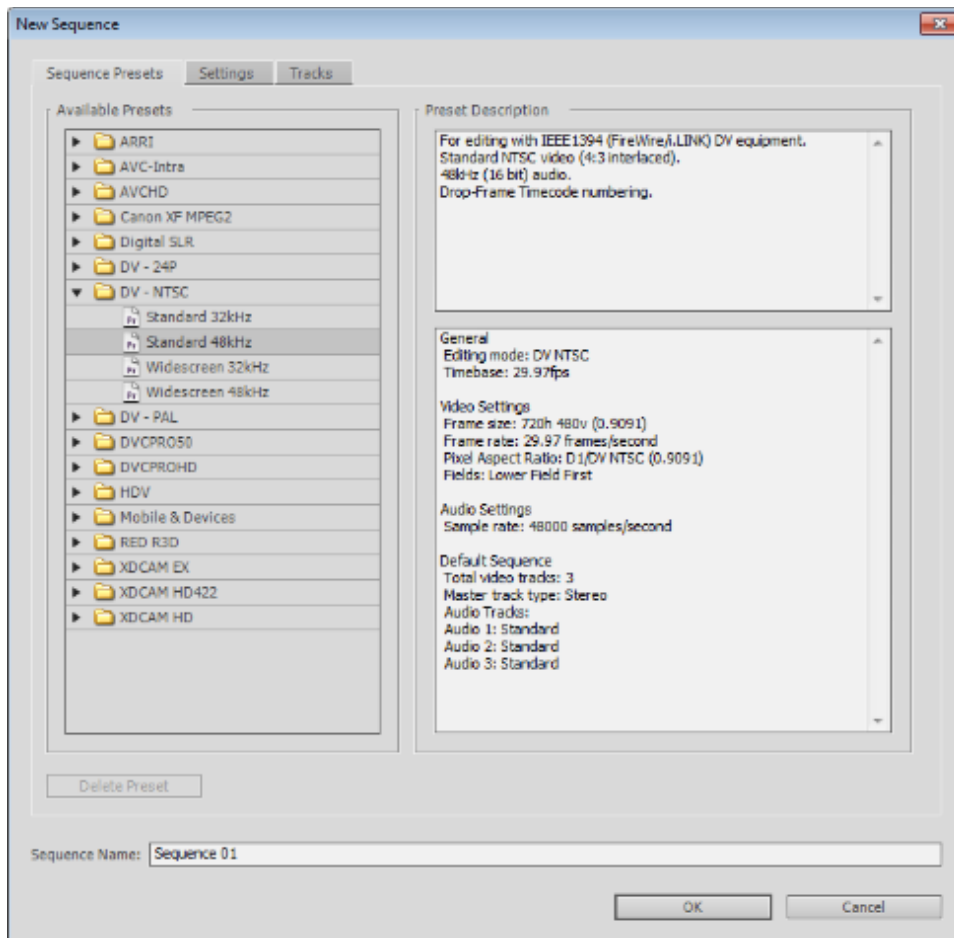 New Sequence
Sequence Presets
Settings
Tracks
Available Presets
ARRI
AVC-Intra
AVCHD
Canon XF MPEG2
Digital SLR
DV - 24P
DV - NTSC
Standard 32kHz
Standard 48kHz
Widescreen 32kHz
Widescreen 48kHz
DV - PAL
DVCPRO50
DVCPROHD
HDV
Mobile & Devices
RED R3D
XDCAM EX
XDCAM HD422
XDCAM HD
Preset Description
For editing with IEEE1394 (FireWire/i.LINK) DV equipment.
Standard NTSC video (4:3 interlaced).
48kHz (16 bit) audio.
Drop-Frame Timecode numbering.
General
Editing mode: DV NTSC
Timebase: 29.97fps
Video Settings
Frame size: 720h 480v (0.9091)
Frame rate: 29.97 frames/second
Pixel Aspect Ratio: D1/DV NTSC (0.9091)
Fields: Lower Field First
Audio Settings
Sample rate: 48000 samples/second
Default Sequence
Total video tracks: 3
Master track type: Stereo
Audio Tracks:
Audio 1: Standard
Audio 2: Standard
Audio 3: Standard
Delete Preset
Sequence Name: Sequence 01
OK
Cancel